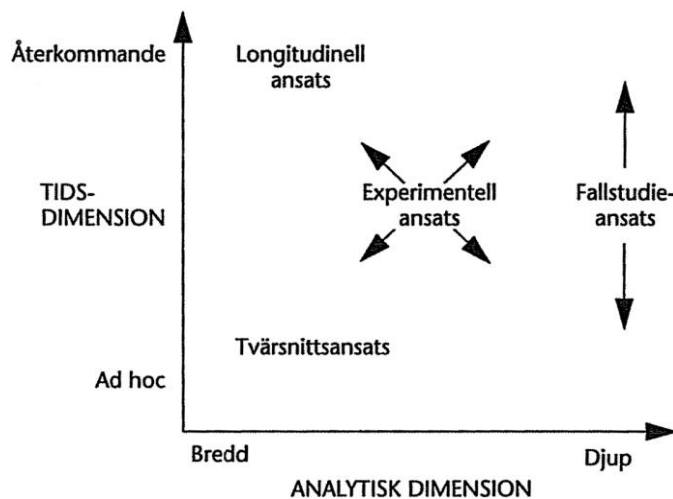 Återkommande
Longitudinell
ansats
TIDS-
DIMENSION
Experimentell
ansats
Fallstudie-
ansats
Tvärsnittsansats
Ad hoc
Bredd
Djup
ANALYTISK DIMENSION